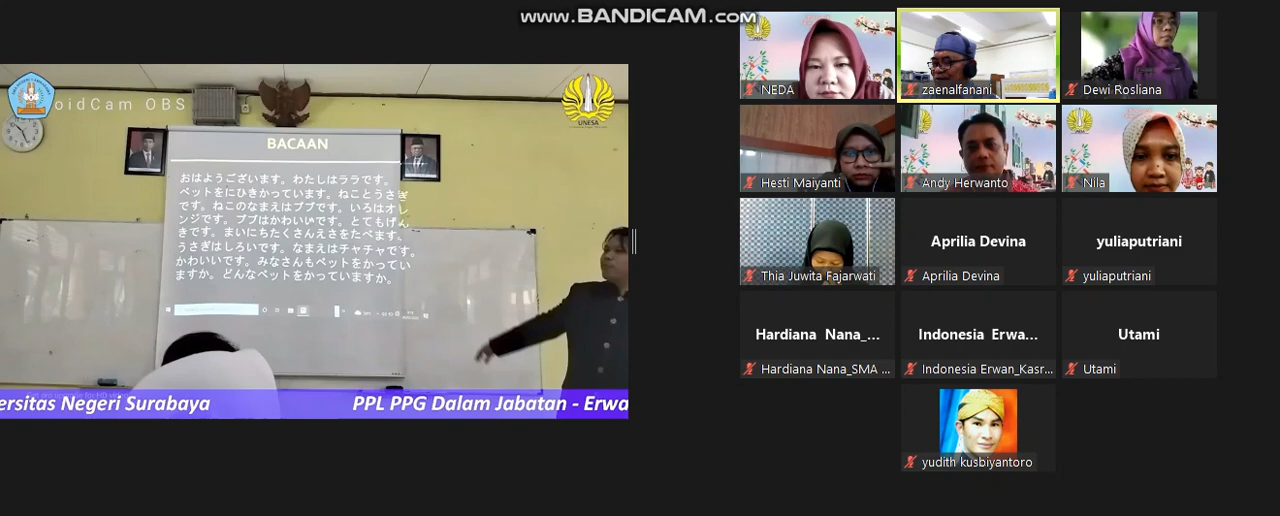 www.BANDICAM.com
oidCam OBS
UNESA
BACAAN
おはようございます。わたしはララです。
ペットをにひきかっています。ねことうさぎ
です。ねこのなまえはブブです。いろはオレ
ンジです。ブブはかわいいです。とてもげん
きです。まいにちたくさんえさをたべます。
うさぎはしろいです。なまえはチャチャです。
かわいいです。みなさんもペットをかってい
ますか。どんなペットをかっていますか。
ersitas Negeri Surabaya
PPL PPG Dalam Jabatan - Erwa
NEDA
zaenalfanani
Dewi Rosliana
Hesti Maiyanti
Andy Herwanto
Nila
Thia Juwita Fajarwati
Aprilia Devina
Aprilia Devina
yuliaputriani
yuliaputriani
Hardiana Nana_...
Hardiana Nana_SMA ...
Indonesia Erwa...
Indonesia Erwan_Kasr...
Utami
Utami
yudith kusbiyantoro